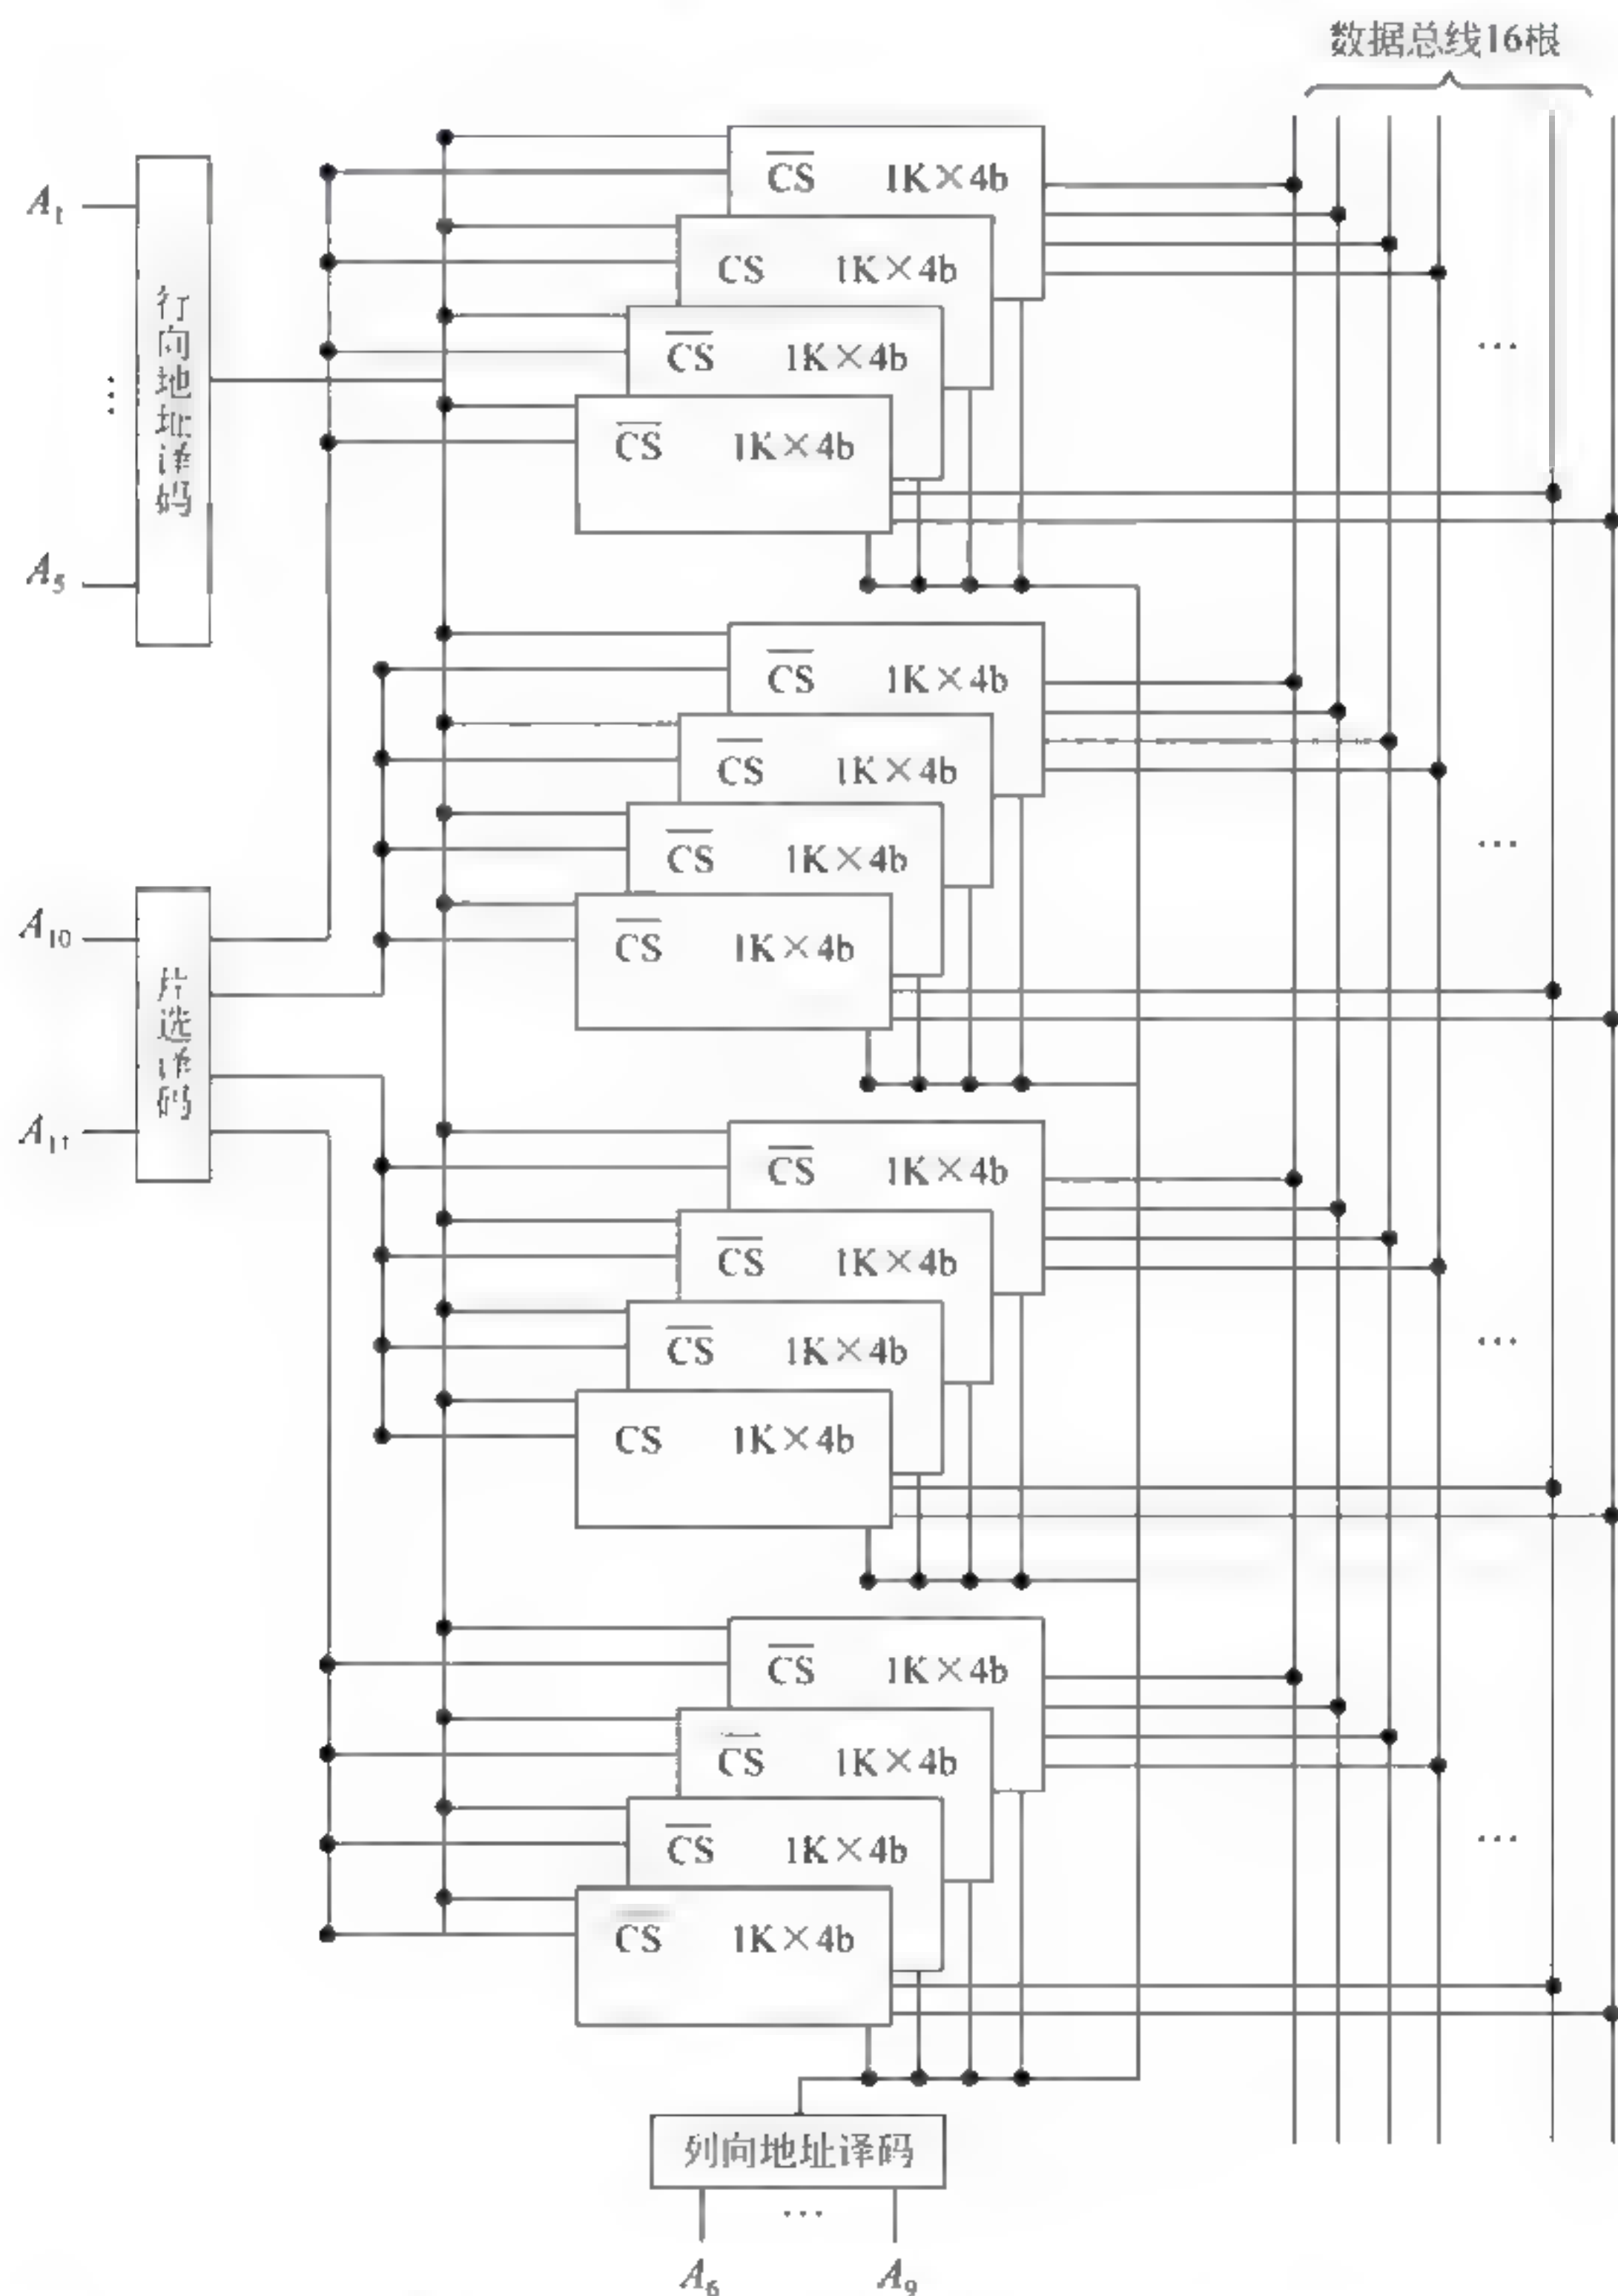 数据总线16根
A1
行向地址译码
⋮
A5
CS 1K×4b
CS 1K×4b
CS 1K×4b
CS 1K×4b
…
CS 1K×4b
CS 1K×4b
CS 1K×4b
CS 1K×4b
…
A10
片选译码
A11
CS 1K×4b
CS 1K×4b
CS 1K×4b
CS 1K×4b
…
CS 1K×4b
CS 1K×4b
CS 1K×4b
CS 1K×4b
…
列向地址译码
A6 … A9